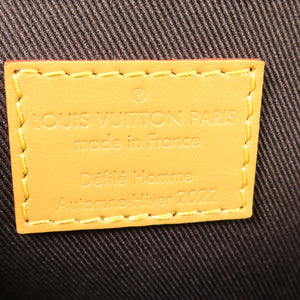 ®
LOUIS VUITTON PARIS
made in France
Défilé Homme
Automne-Hiver 2022